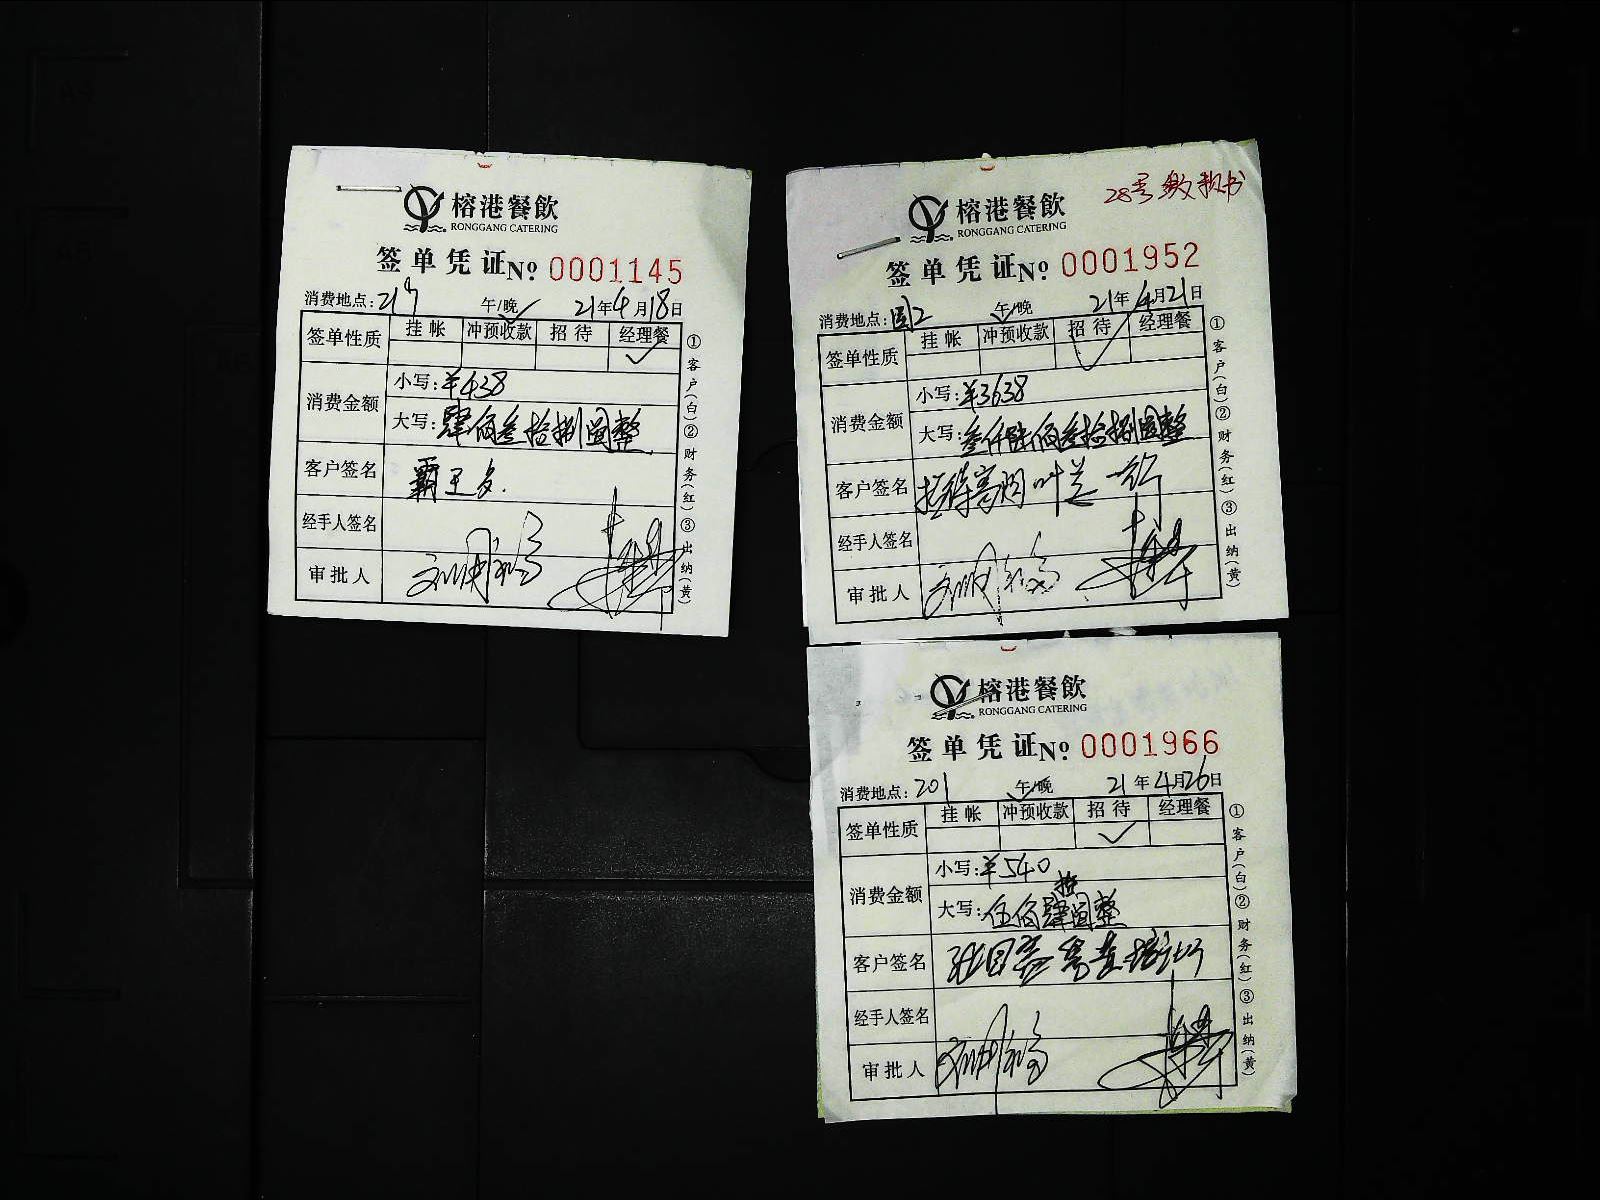 榕港餐飲
RONGGANG CATERING
签单凭证 № 0001145
消费地点: 午/晚 21年4月18日
签单性质 挂帐 冲预收款 招待 经理餐
✓
消费金额
小写: ¥438
大写: 肆佰叁拾捌圆整
客户签名 霸王
经手人签名
审批人
①客户(白)②财务(红)③出纳(黄)
28号缴款书
榕港餐飲
RONGGANG CATERING
签单凭证 № 0001952
消费地点: 午/晚 21年4月21日
签单性质 挂帐 冲预收款 招待 经理餐
✓
消费金额
小写: ¥3638
大写: 叁仟陆佰叁拾捌圆整
客户签名
经手人签名
审批人
①客户(白)②财务(红)③出纳(黄)
榕港餐飲
RONGGANG CATERING
签单凭证 № 0001966
消费地点: 201 午/晚 21年4月26日
签单性质 挂帐 冲预收款 招待 经理餐
✓
消费金额
小写: ¥540
大写: 伍佰肆拾圆整
客户签名
经手人签名
审批人
①客户(白)②财务(红)③出纳(黄)